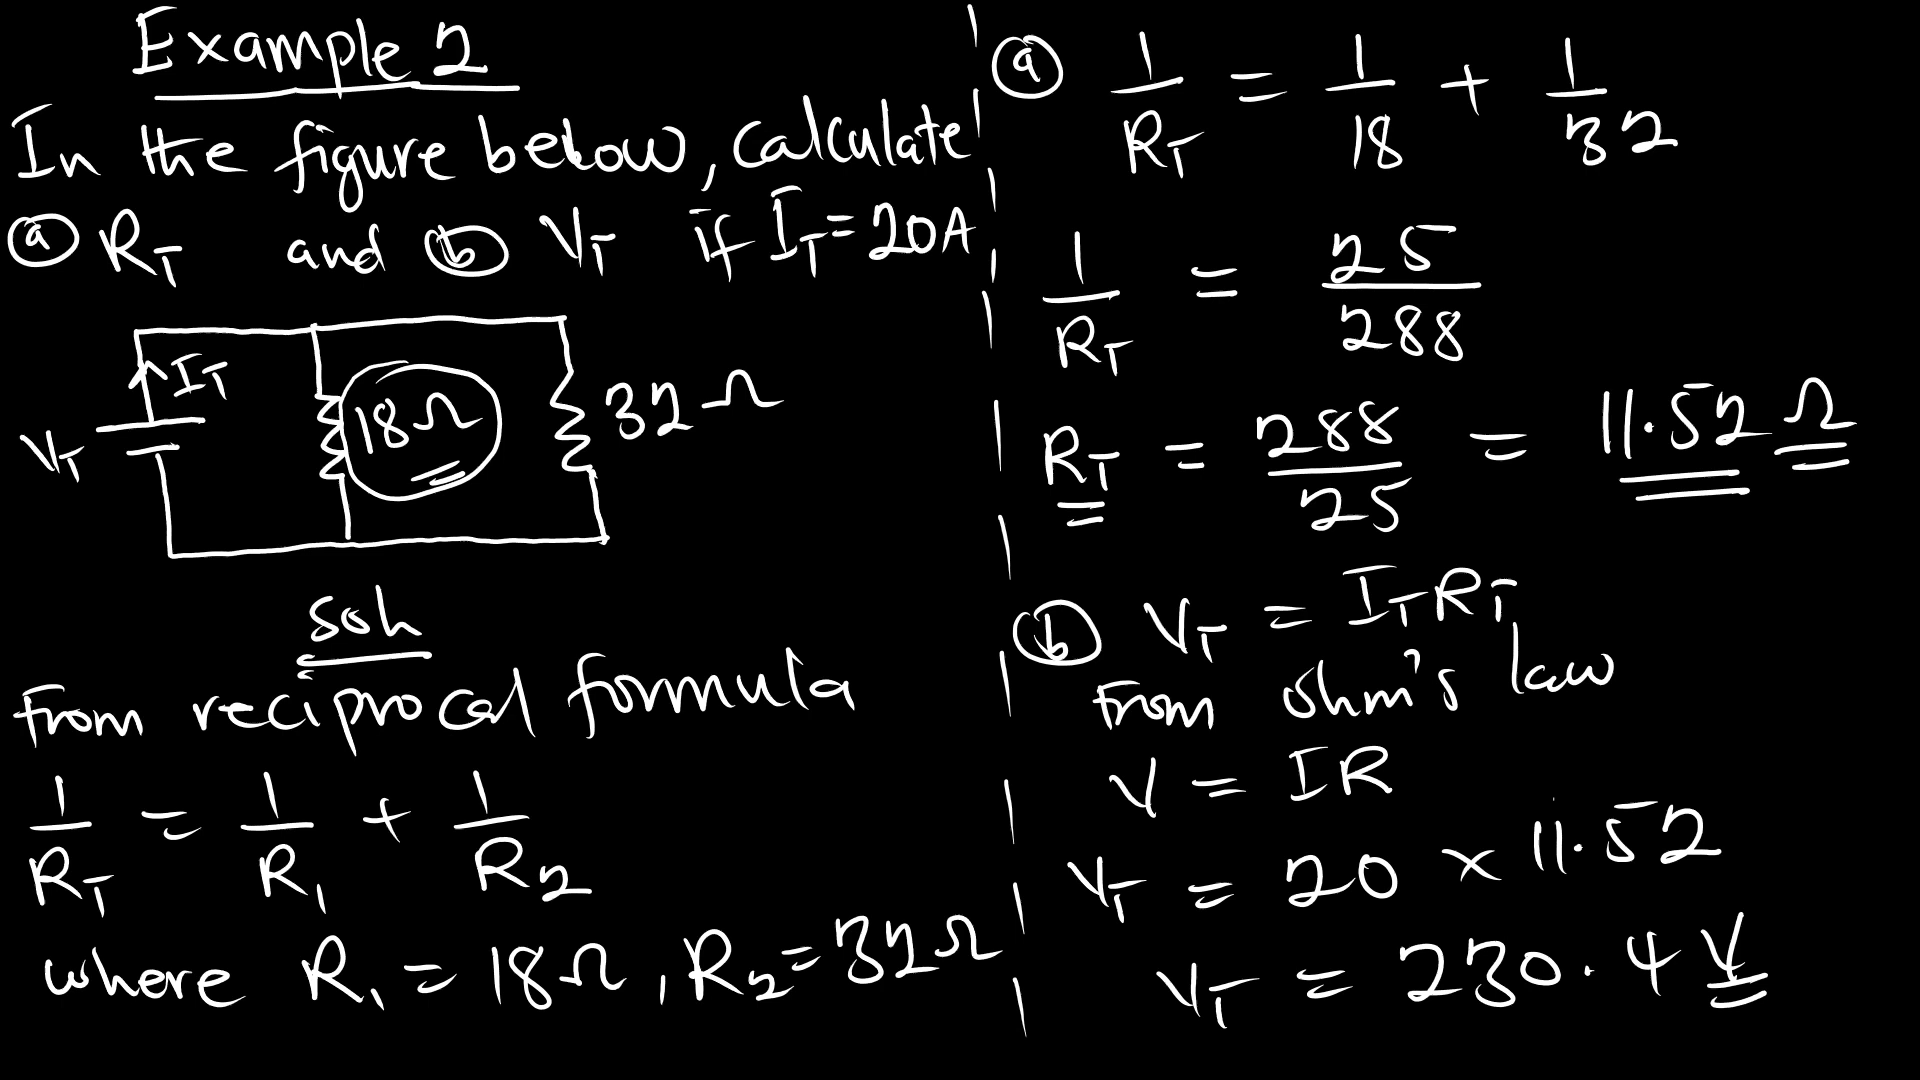 Example 2
In the figure below, calculate
(a) R_T and (b) V_T if I_T = 20A
I_T
V_T
18Ω
32Ω
soln
From reciprocal formula
1/R_T = 1/R_1 + 1/R_2
where R_1 = 18Ω, R_2 = 32Ω
(a) 1/R_T = 1/18 + 1/32
1/R_T = 25/288
R_T = 288/25 = 11.52 Ω
(b) V_T = I_T R_T
From ohm's law
V = IR
V_T = 20 × 11.52
V_T = 230.4 V